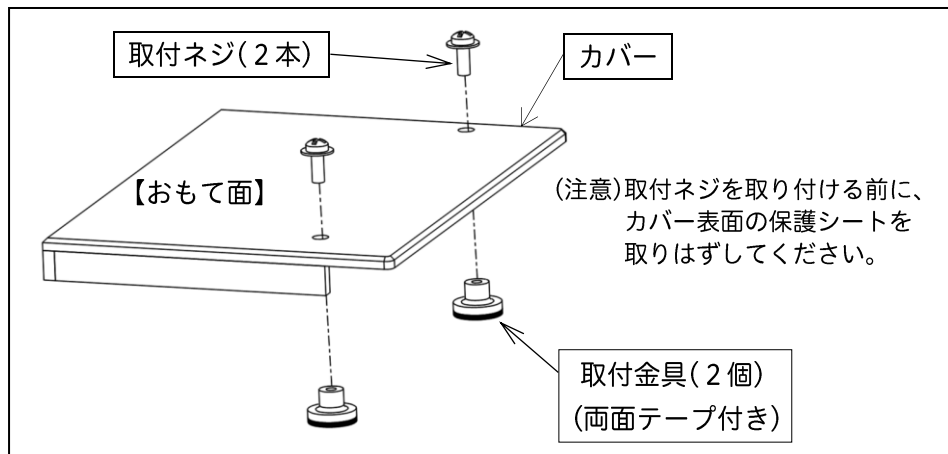 取付ネジ(2本)
カバー
【おもて面】
(注意)取付ネジを取り付ける前に、
カバー表面の保護シートを
取りはずしてください。
取付金具(2個)
(両面テープ付き)